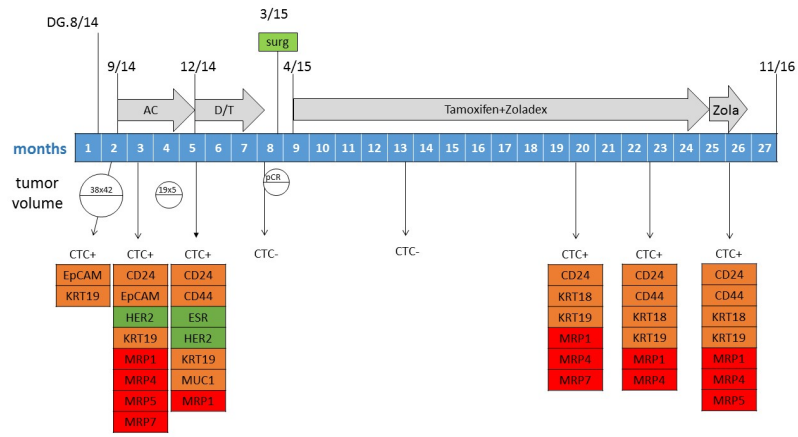 3/15
DG.8/14
surg
9/14
12/14
4/15
11/16
AC
D/T
Tamoxifen+Zoladex
Zola
months 1 2 3 4 5 6 7 8 9 10 11 12 13 14 15 16 17 18 19 20 21 22 23 24 25 26 27
tumor
volume
38x42
19x5
pCR
CTC+ CTC+ CTC+ CTC- CTC- CTC+ CTC+ CTC+
EpCAM CD24 CD24 CD24 CD24 CD24
KRT19 EpCAM CD44 KRT18 CD44 CD44
HER2 ESR KRT19 KRT18 KRT18
KRT19 HER2 MRP1 KRT19 KRT19
MRP1 KRT19 MRP4 MRP1 MRP1
MRP4 MUC1 MRP7 MRP4 MRP4
MRP5 MRP1 MRP5
MRP7